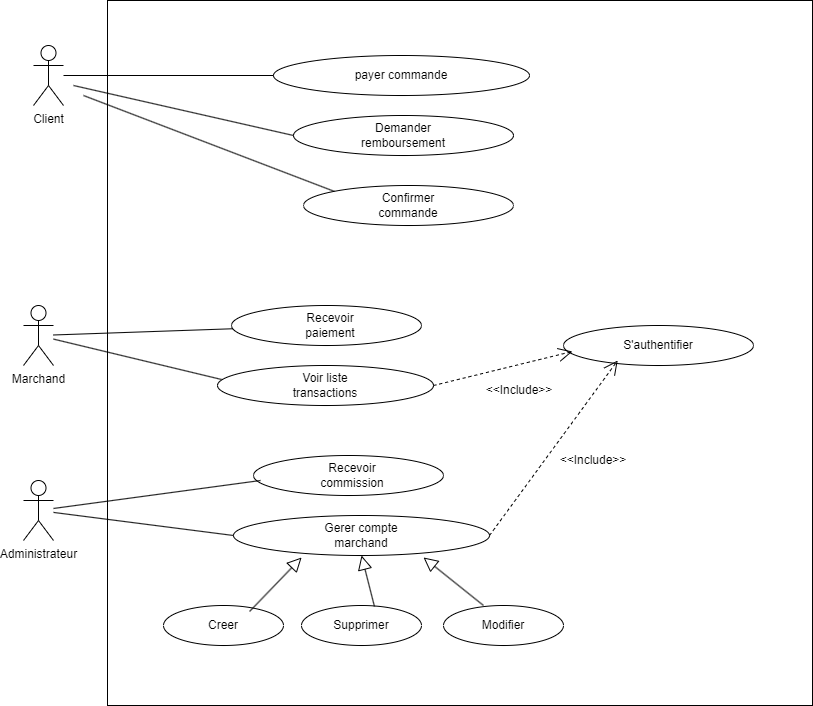 payer commande
Client
Demander
remboursement
Confirmer
commande
Recevoir
paiement
Marchand
Voir liste
transactions
S'authentifier
<<Include>>
<<Include>>
Recevoir
commission
Administrateur
Gerer compte
marchand
Creer
Supprimer
Modifier